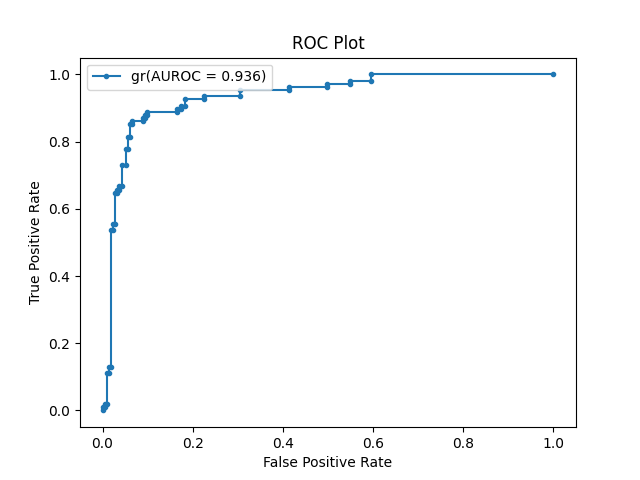 ROC Plot
gr(AUROC = 0.936)
1.0
0.8
0.6
0.4
0.2
0.0
True Positive Rate
0.0 0.2 0.4 0.6 0.8 1.0
False Positive Rate